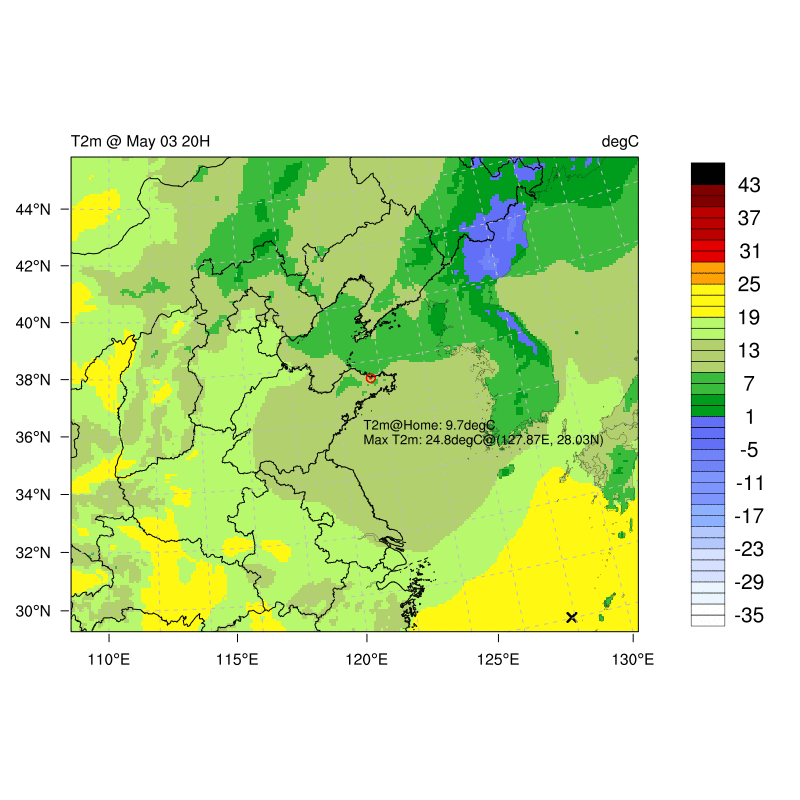 T2m @ May 03 20H degC
43
37
31
25
19
13
7
1
-5
-11
-17
-23
-29
-35
44°N
42°N
40°N
38°N
36°N
34°N
32°N
30°N
T2m@Home: 9.7degC
Max T2m: 24.8degC@(127.87E, 28.03N)
110°E 115°E 120°E 125°E 130°E